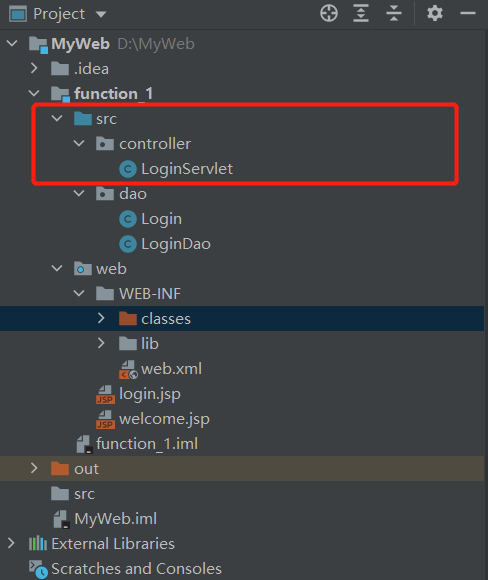 Project
MyWeb D:\MyWeb
.idea
function_1
src
controller
LoginServlet
dao
Login
LoginDao
web
WEB-INF
classes
lib
web.xml
login.jsp
welcome.jsp
function_1.iml
out
src
MyWeb.iml
External Libraries
Scratches and Consoles